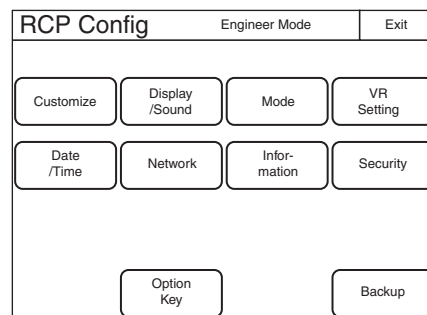 RCP Config Engineer Mode Exit
Customize
Display
/Sound
Mode
VR
Setting
Date
/Time
Network
Infor-
mation
Security
Option
Key
Backup